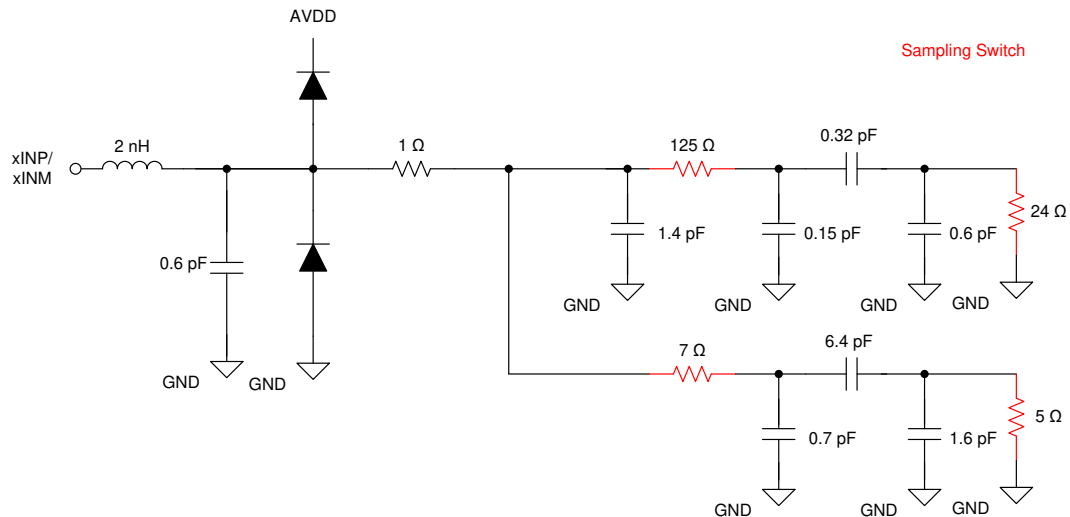 AVDD
Sampling Switch
xINP/
xINM
2 nH
1 Ω
125 Ω
0.32 pF
24 Ω
0.6 pF
1.4 pF
0.15 pF
0.6 pF
GND
GND
GND
GND
GND
7 Ω
6.4 pF
5 Ω
0.7 pF
1.6 pF
GND
GND
GND